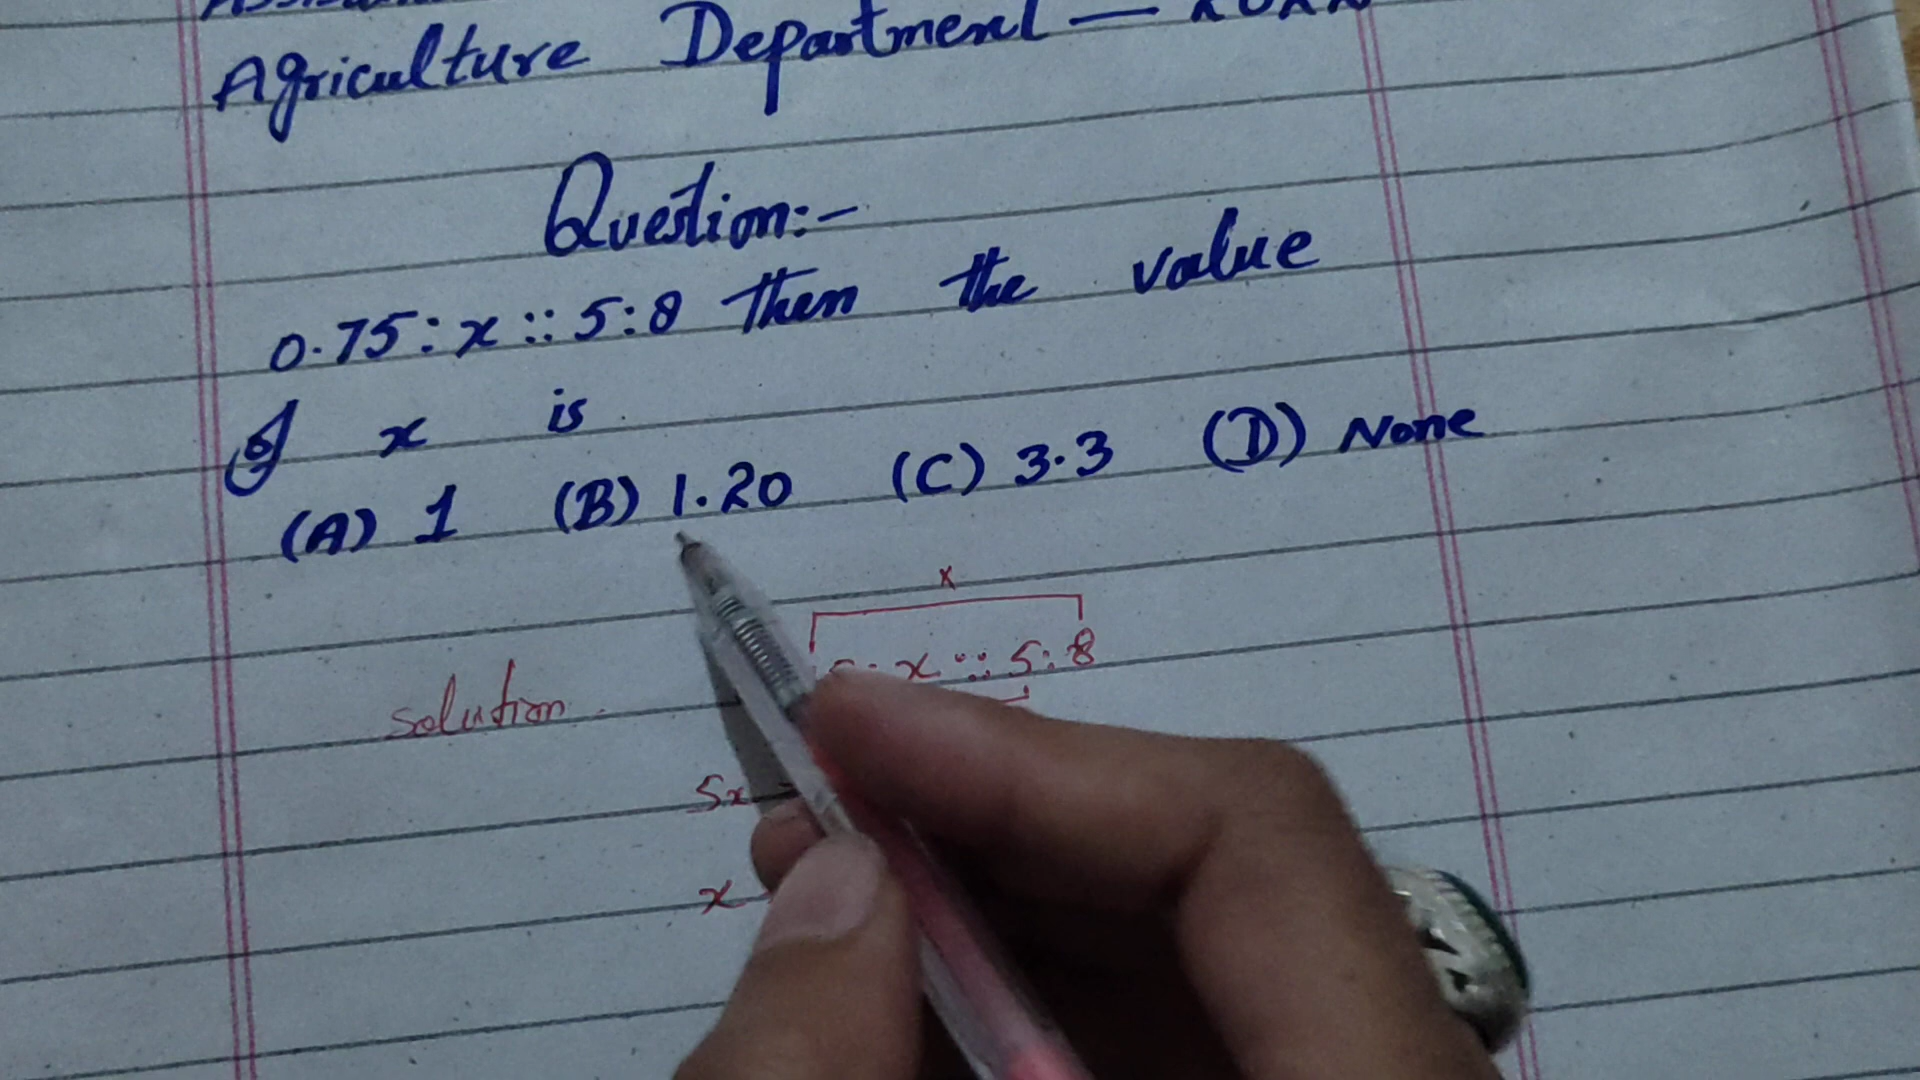 Agriculture Department — 2022
Question:-
0.75 : x :: 5 : 8 then the value
of x is
(A) 1 (B) 1.20 (C) 3.3 (D) None
x
x :: 5 : 8
solution
5x
x